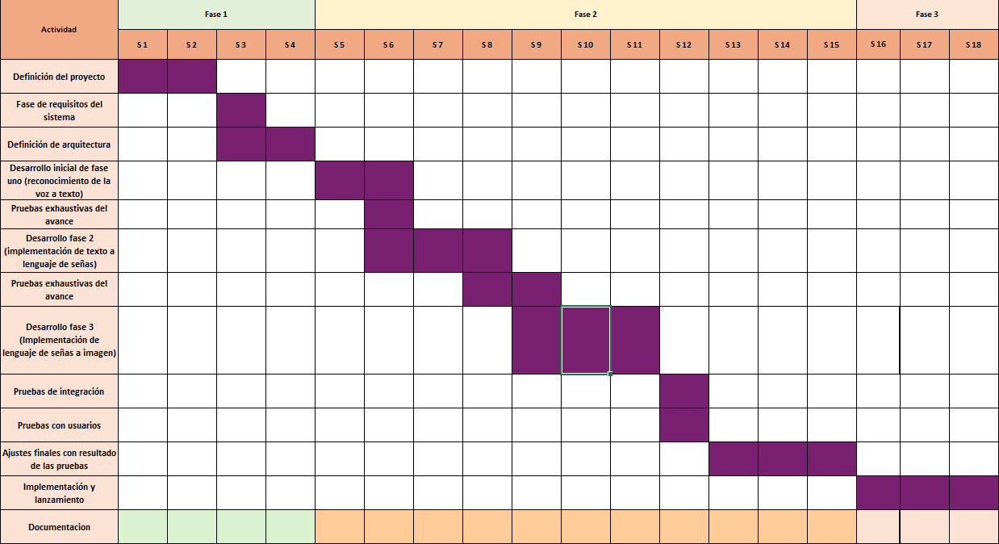 Actividad
Fase 1
Fase 2
Fase 3
S 1
S 2
S 3
S 4
S 5
S 6
S 7
S 8
S 9
S 10
S 11
S 12
S 13
S 14
S 15
S 16
S 17
S 18
Definición del proyecto
Fase de requisitos del
sistema
Definición de arquitectura
Desarrollo inicial de fase
uno (reconocimiento de la
voz a texto)
Pruebas exhaustivas del
avance
Desarrollo fase 2
(implementación de texto a
lenguaje de señas)
Pruebas exhaustivas del
avance
Desarrollo fase 3
(Implementación de
lenguaje de señas a imagen)
Pruebas de integración
Pruebas con usuarios
Ajustes finales con resultado
de las pruebas
Implementación y
lanzamiento
Documentacion